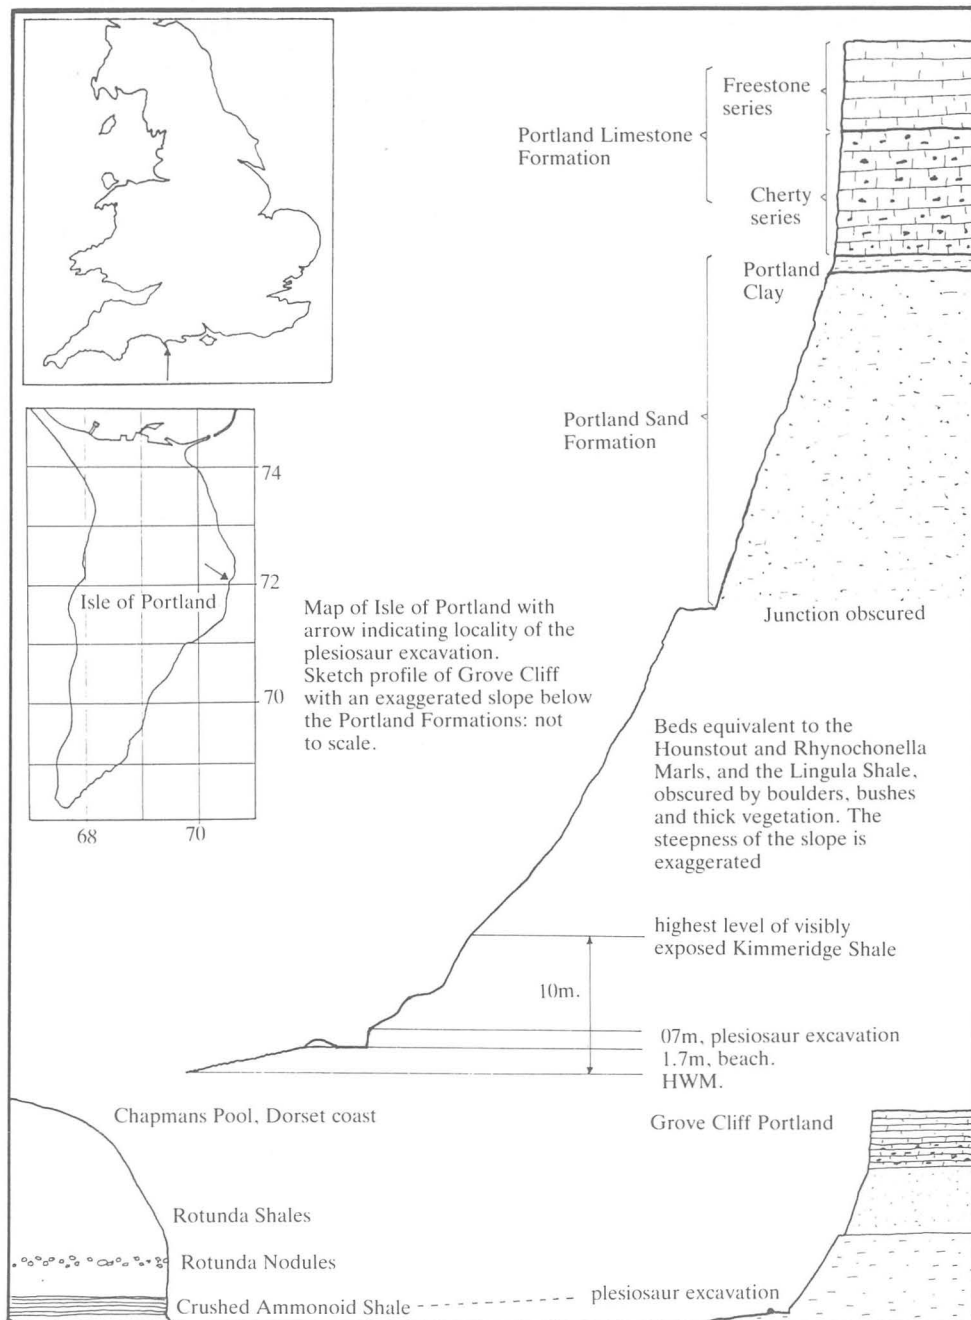 Freestone
series
Portland Limestone
Formation
Cherty
series
Portland
Clay
Portland Sand
Formation
Junction obscured
74
72
Isle of Portland
70
68
70
Map of Isle of Portland with
arrow indicating locality of the
plesiosaur excavation.
Sketch profile of Grove Cliff
with an exaggerated slope below
the Portland Formations: not
to scale.
Beds equivalent to the
Hounstout and Rhynochonella
Marls, and the Lingula Shale,
obscured by boulders, bushes
and thick vegetation. The
steepness of the slope is
exaggerated
highest level of visibly
exposed Kimmeridge Shale
10m.
07m, plesiosaur excavation
1.7m, beach.
HWM.
Chapmans Pool, Dorset coast
Grove Cliff Portland
Rotunda Shales
Rotunda Nodules
Crushed Ammonoid Shale
plesiosaur excavation